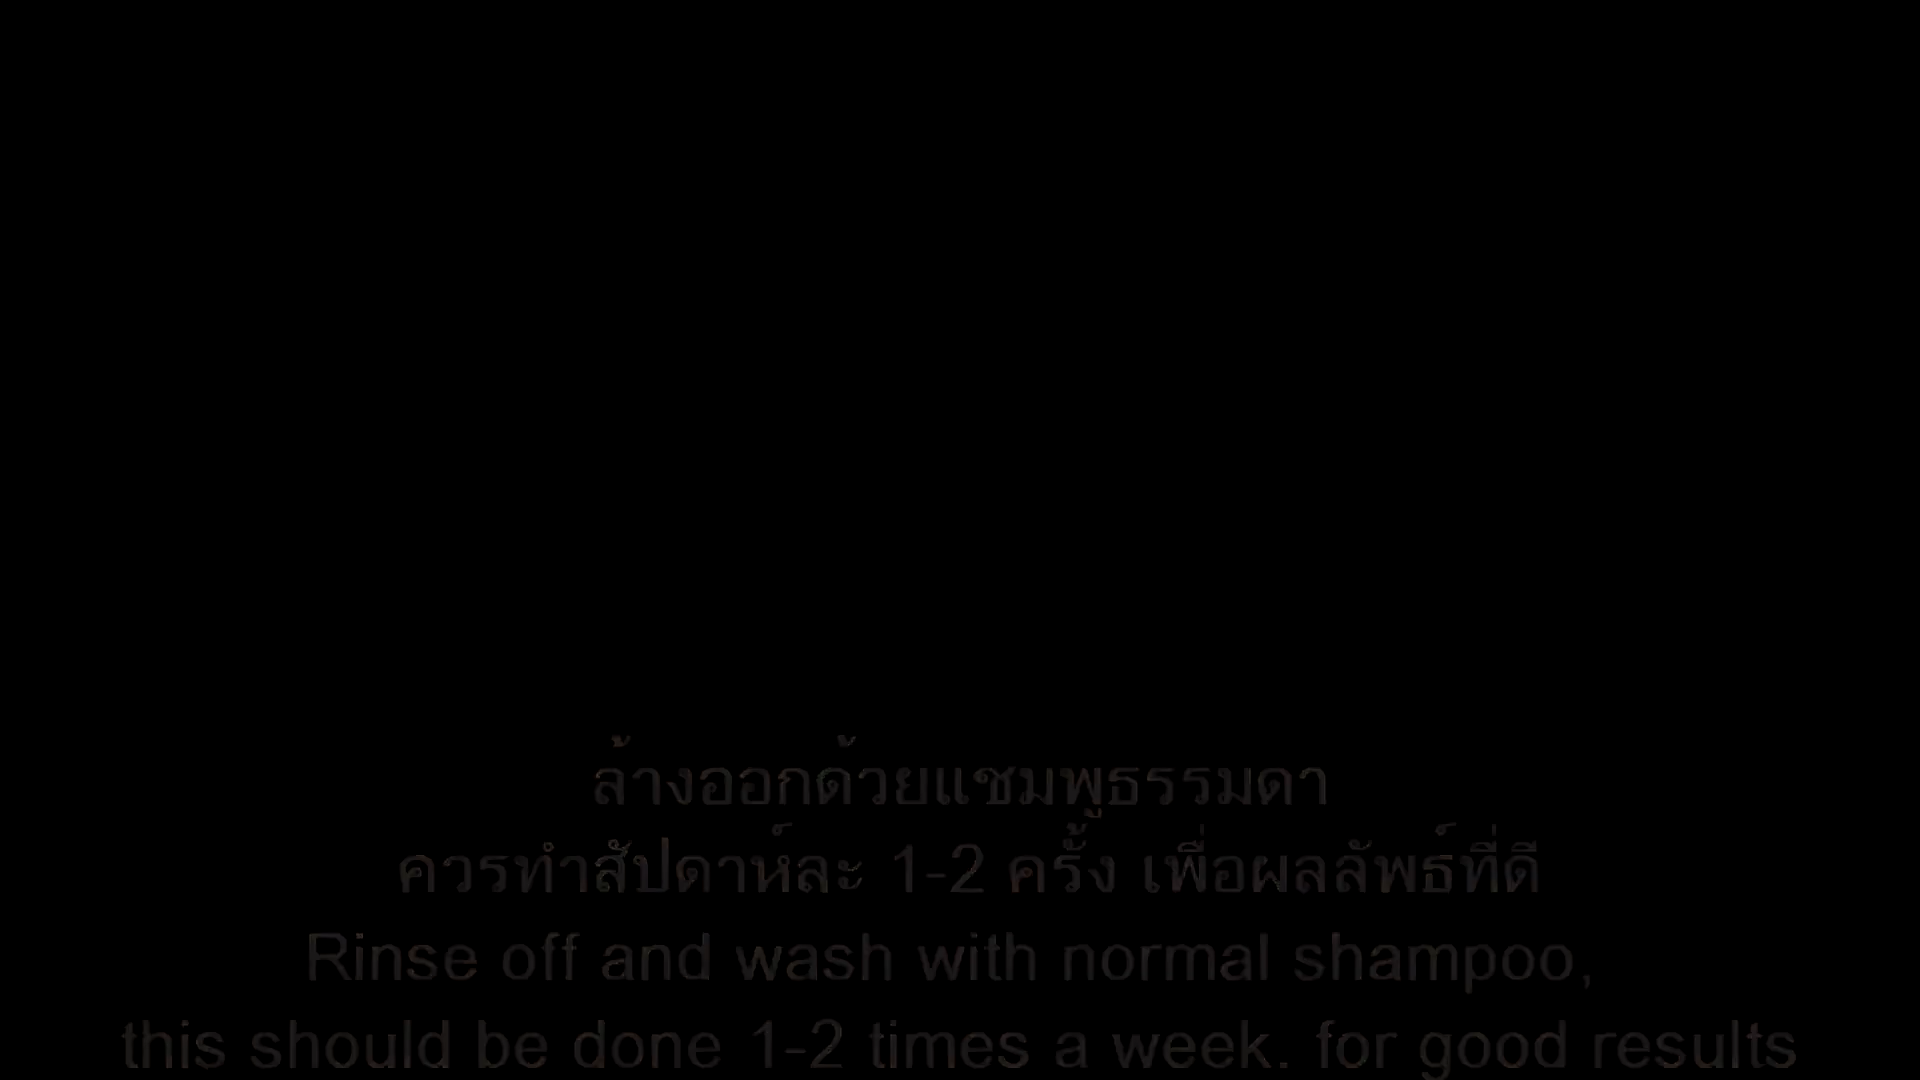 ล้างออกด้วยแชมพูธรรมดา
ควรทำสัปดาห์ละ 1-2 ครั้ง เพื่อผลลัพธ์ที่ดี
Rinse off and wash with normal shampoo,
this should be done 1-2 times a week. for good results